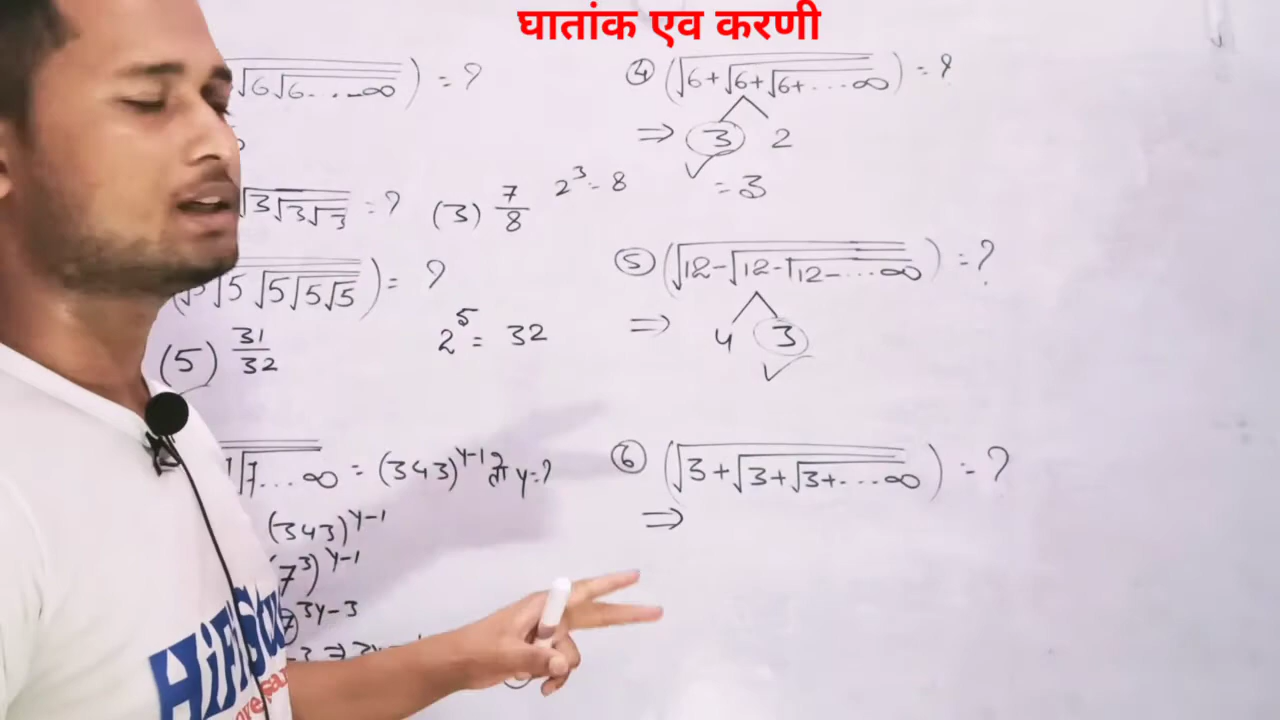 घातांक एव करणी
√6√6...-∞) = ?
√3√3√3 = ? (3) 7/8 2³ = 8
√5√5√5√5) = ?
(5) 31/32 2⁵ = 32
√7...∞ = (343)^y-1 तो y=?
(343)^y-1
7³)^y-1
3y-3
④ (√6+√6+√6+...∞) = ?
⇒ 3 2
✓ = 3
⑤ (√12-√12-√12-...∞) = ?
⇒ 4 3
✓
⑥ (√3+√3+√3+...∞) = ?
⇒